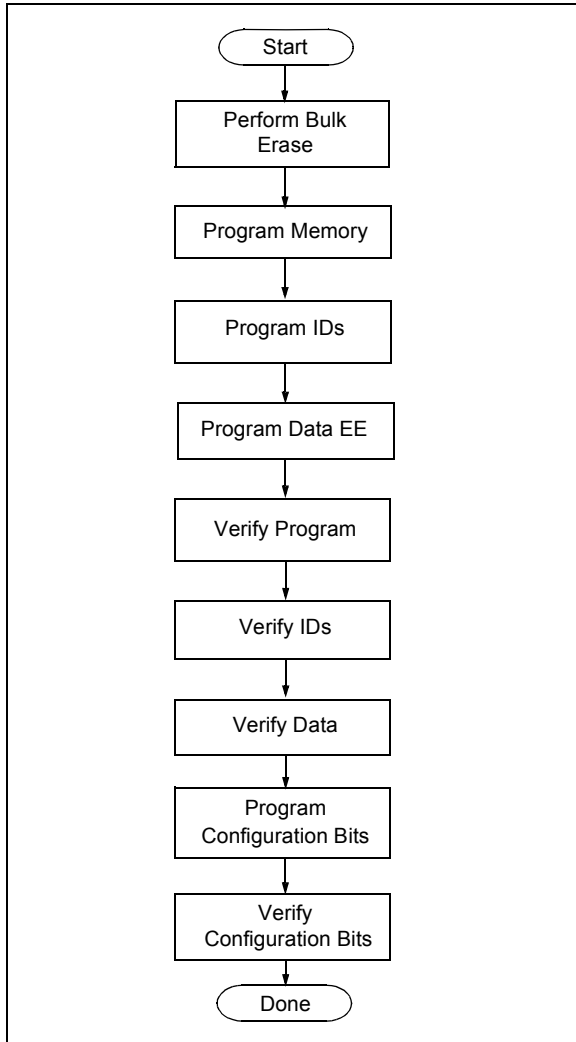 Start
Perform Bulk
Erase
Program Memory
Program IDs
Program Data EE
Verify Program
Verify IDs
Verify Data
Program
Configuration Bits
Verify
Configuration Bits
Done